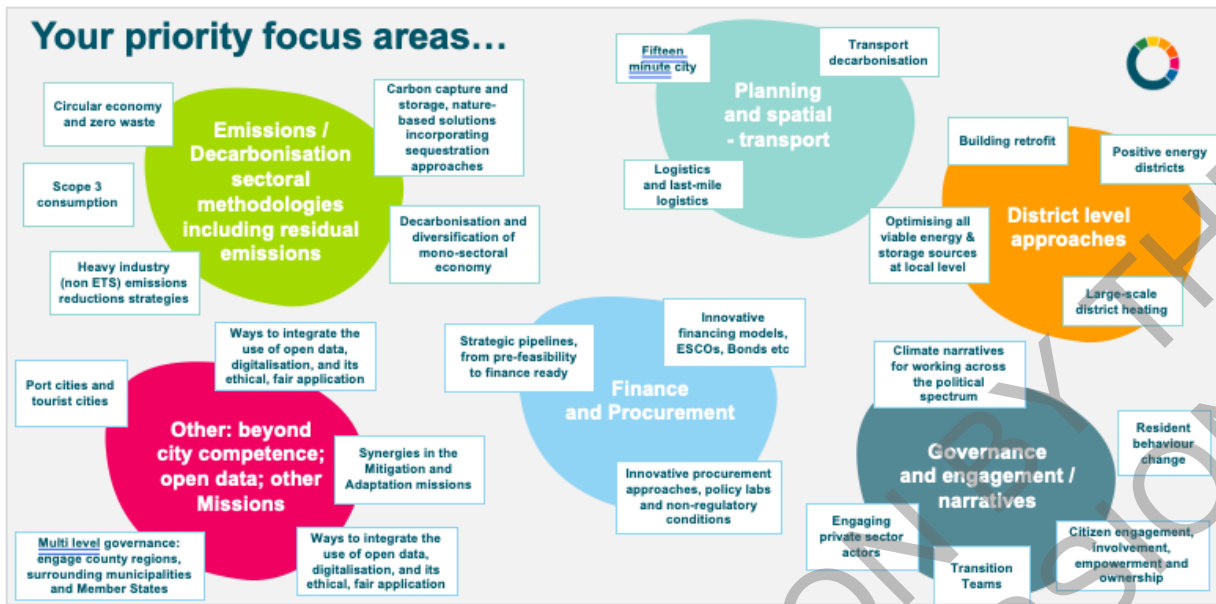 Your priority focus areas...
Circular economy
and zero waste
Scope 3
consumption
Heavy industry
(non ETS) emissions
reductions strategies
Emissions /
Decarbonisation
sectoral
methodologies
including residual
emissions
Carbon capture and
storage, nature-
based solutions
incorporating
sequestration
approaches
Decarbonisation and
diversification of
mono-sectoral
economy
Fifteen
minute city
Transport
decarbonisation
Planning
and spatial
- transport
Logistics
and last-mile
logistics
Building retrofit
Positive energy
districts
District level
approaches
Optimising all
viable energy &
storage sources
at local level
Large-scale
district heating
Ways to integrate the
use of open data,
digitalisation, and its
ethical, fair application
Port cities and
tourist cities
Other: beyond
city competence;
open data; other
Missions
Synergies in the
Mitigation and
Adaptation missions
Multi level governance:
engage county regions,
surrounding municipalities
and Member States
Ways to integrate the
use of open data,
digitalisation, and its
ethical, fair application
Strategic pipelines,
from pre-feasibility
to finance ready
Innovative
financing models,
ESCOs, Bonds etc
Finance
and Procurement
Innovative procurement
approaches, policy labs
and non-regulatory
conditions
Climate narratives
for working across
the political
spectrum
Resident
behaviour
change
Governance
and engagement /
narratives
Engaging
private sector
actors
Transition
Teams
Citizen engagement,
involvement,
empowerment and
ownership